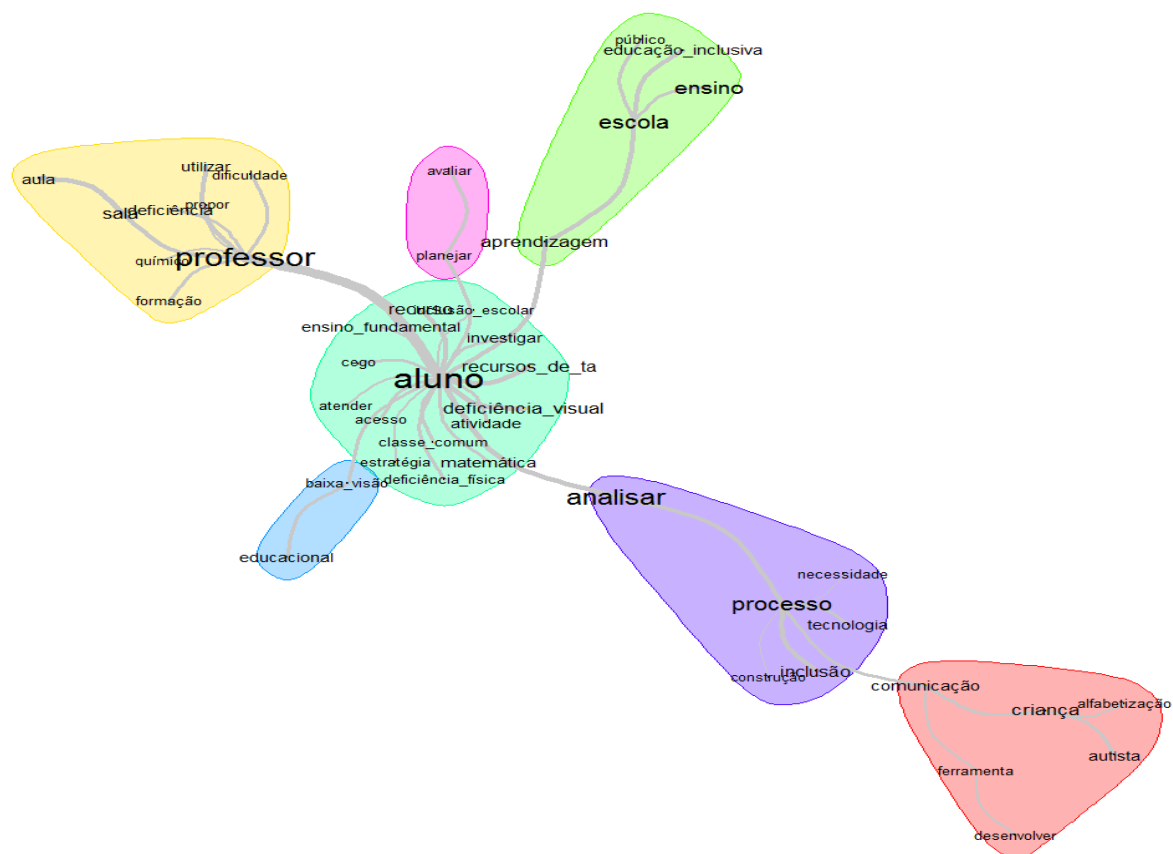 público
educação_inclusiva
ensino
escola
aprendizagem
avaliar
planejar
utilizar
dificuldade
aula
propor
sala
deficiência
professor
químico
formação
recurso
inclusão_escolar
ensino_fundamental
investigar
cego
recursos_de_ta
aluno
atender
deficiência_visual
acesso
atividade
classe_comum
estratégia
matemática
deficiência_física
baixa_visão
educacional
analisar
necessidade
processo
tecnologia
inclusão
construção
comunicação
criança
alfabetização
autista
ferramenta
desenvolver